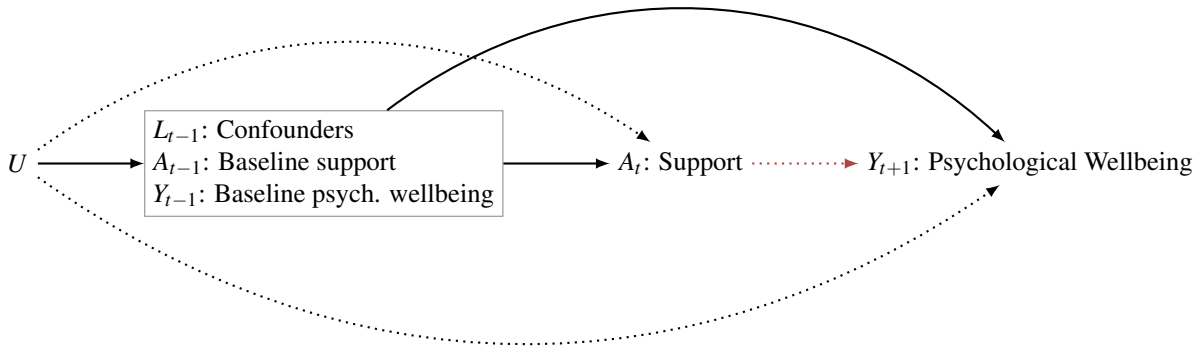 U
L_{t−1}: Confounders
A_{t−1}: Baseline support
Y_{t−1}: Baseline psych. wellbeing
A_t: Support
Y_{t+1}: Psychological Wellbeing